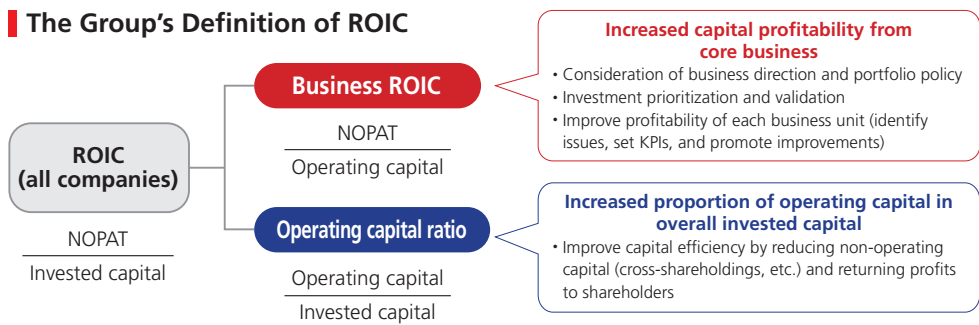 The Group's Definition of ROIC
ROIC
(all companies)
NOPAT
Invested capital
Business ROIC
NOPAT
Operating capital
Operating capital ratio
Operating capital
Invested capital
Increased capital profitability from
core business
• Consideration of business direction and portfolio policy
• Investment prioritization and validation
• Improve profitability of each business unit (identify
issues, set KPIs, and promote improvements)
Increased proportion of operating capital in
overall invested capital
• Improve capital efficiency by reducing non-operating
capital (cross-shareholdings, etc.) and returning profits
to shareholders